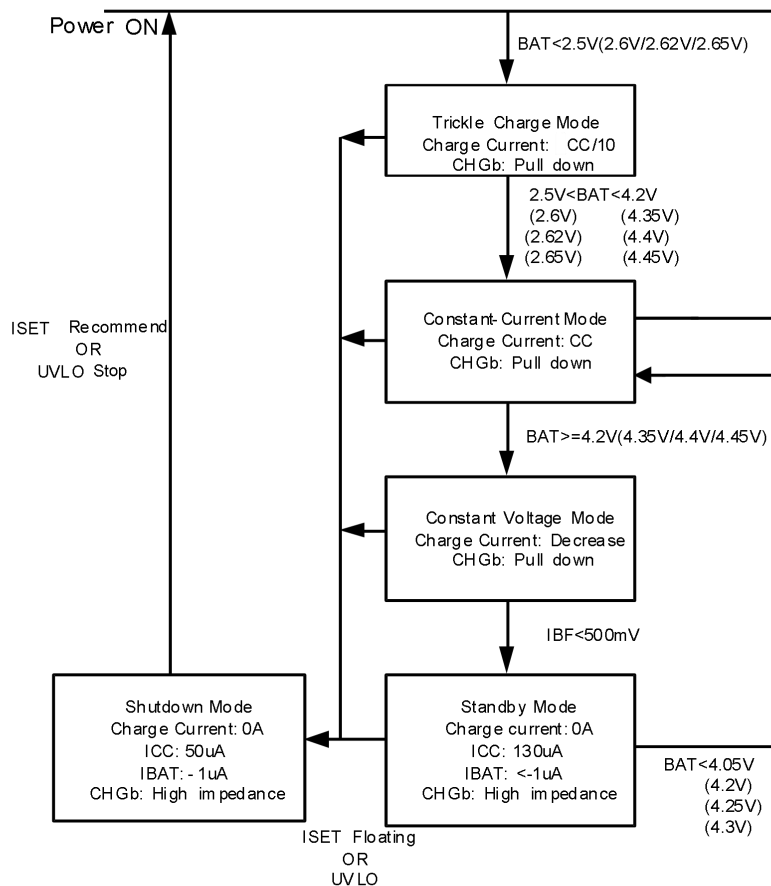 Power ON
BAT<2.5V(2.6V/2.62V/2.65V)
Trickle Charge Mode
Charge Current: CC/10
CHGb: Pull down
2.5V<BAT<4.2V
(2.6V) (4.35V)
(2.62V) (4.4V)
(2.65V) (4.45V)
Constant-Current Mode
Charge Current: CC
CHGb: Pull down
ISET Recommend
OR
UVLO Stop
BAT>=4.2V(4.35V/4.4V/4.45V)
Constant Voltage Mode
Charge Current: Decrease
CHGb: Pull down
IBF<500mV
Shutdown Mode
Charge Current: 0A
ICC: 50uA
IBAT: -1uA
CHGb: High impedance
Standby Mode
Charge current: 0A
ICC: 130uA
IBAT: <-1uA
CHGb: High impedance
BAT<4.05V
(4.2V)
(4.25V)
(4.3V)
ISET Floating
OR
UVLO